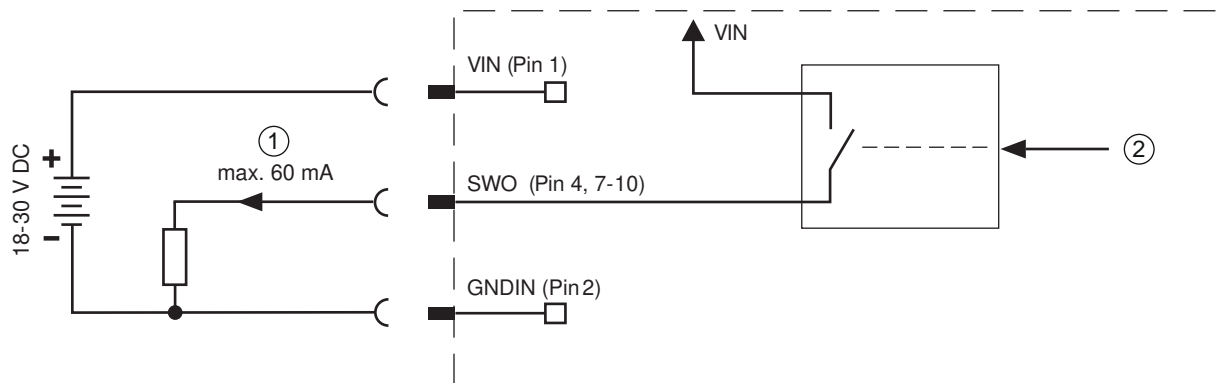 VIN
VIN (Pin 1)
①
max. 60 mA
②
18-30 V DC
+
SWO (Pin 4, 7-10)
−
GNDIN (Pin 2)